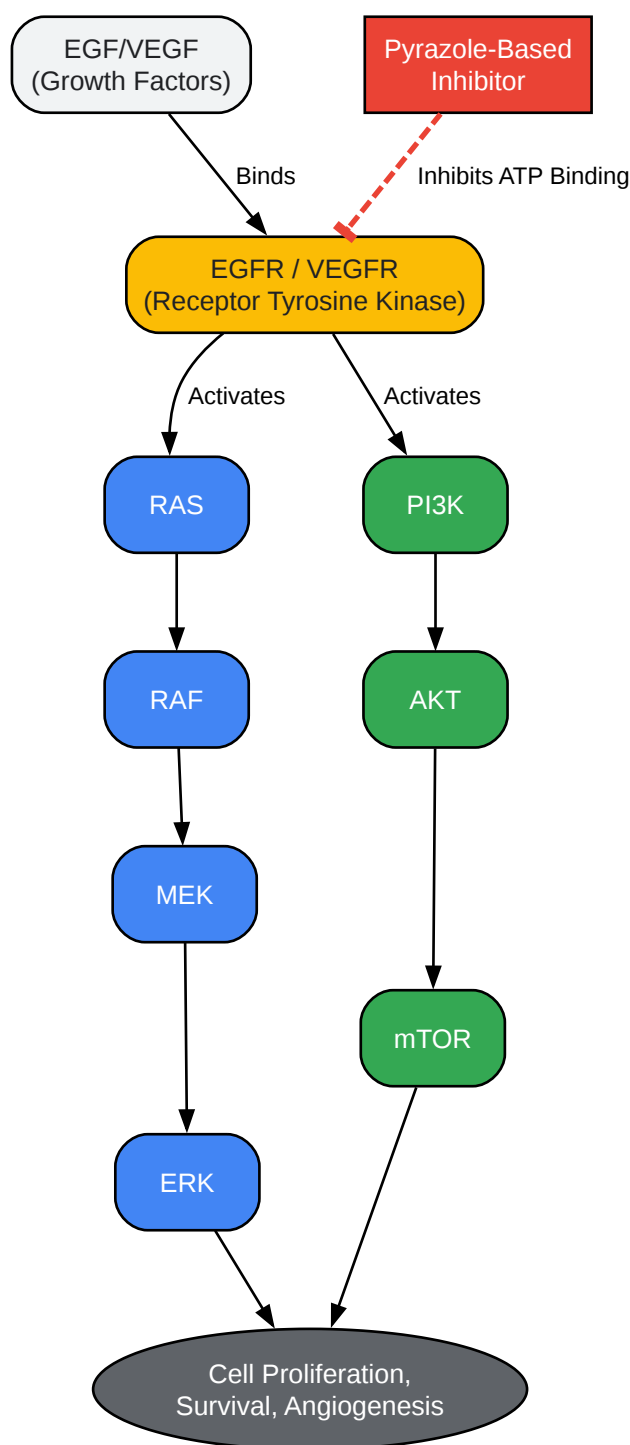 EGF/VEGF
(Growth Factors)
Pyrazole-Based
Inhibitor
Binds
Inhibits ATP Binding
EGFR / VEGFR
(Receptor Tyrosine Kinase)
Activates
Activates
RAS
PI3K
RAF
AKT
MEK
mTOR
ERK
Cell Proliferation,
Survival, Angiogenesis